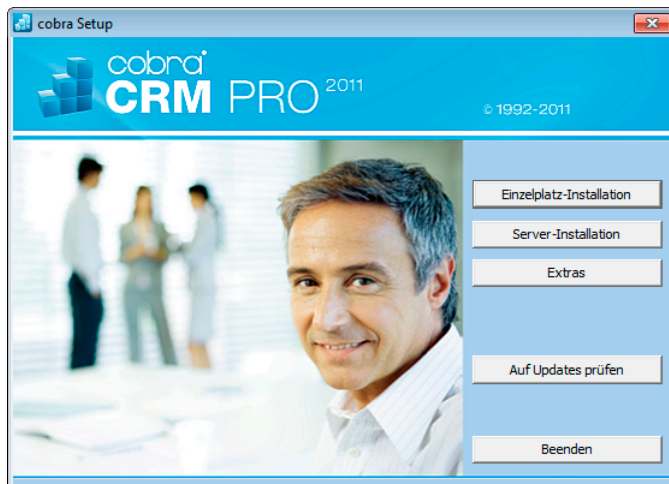 cobra Setup
cobra
CRM PRO 2011
© 1992-2011
Einzelplatz-Installation
Server-Installation
Extras
Auf Updates prüfen
Beenden